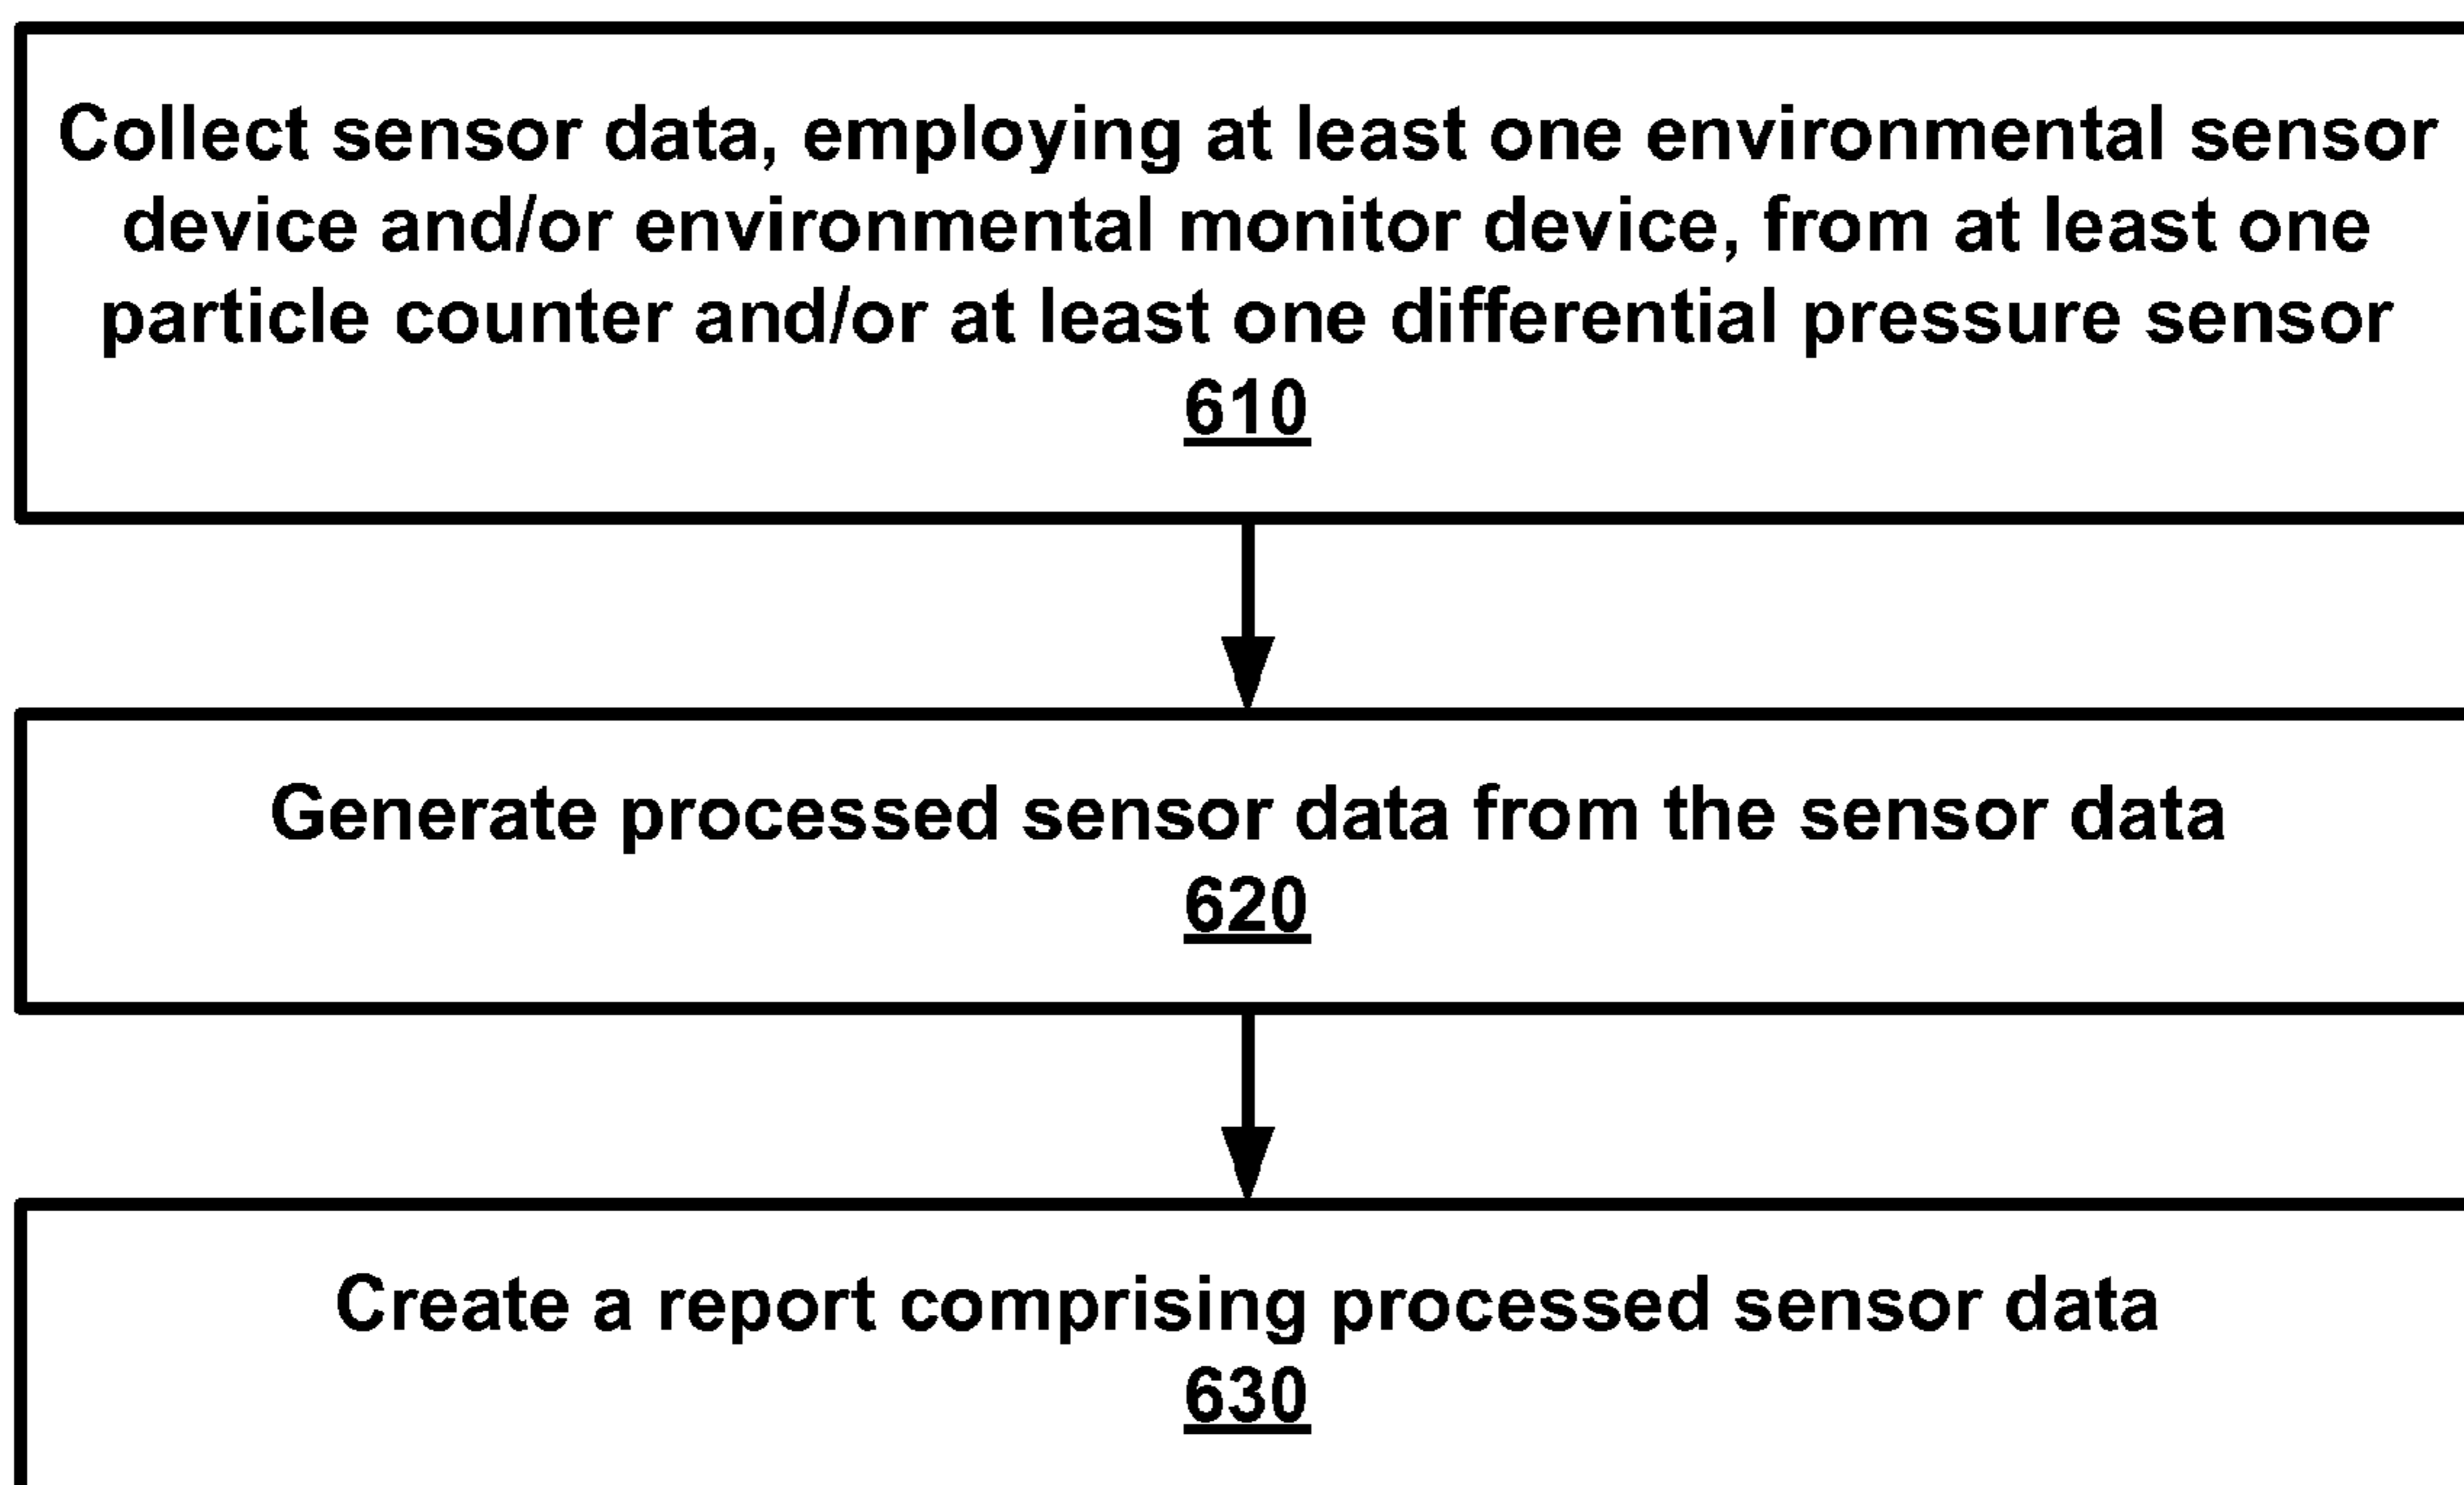 Collect sensor data, employing at least one environmental sensor
device and/or environmental monitor device, from at least one
particle counter and/or at least one differential pressure sensor
610
Generate processed sensor data from the sensor data
620
Create a report comprising processed sensor data
630